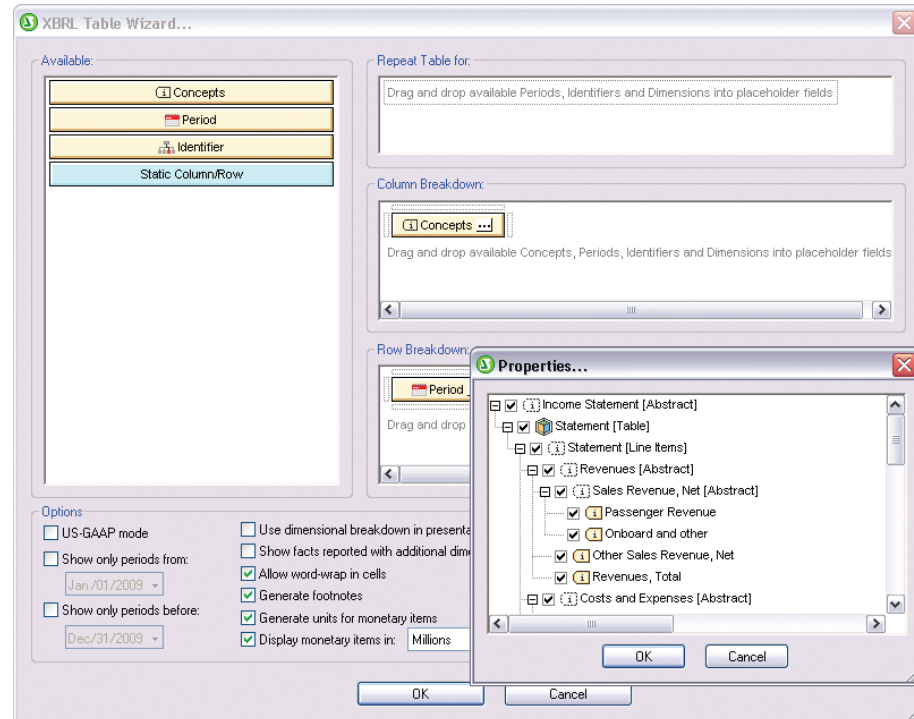 XBRL Table Wizard...
Available:
Concepts
Period
Identifier
Static Column/Row
Repeat Table for:
Drag and drop available Periods, Identifiers and Dimensions into placeholder fields
Column Breakdown:
Concepts ...
Drag and drop available Concepts, Periods, Identifiers and Dimensions into placeholder fields
Row Breakdown:
Period
Drag and drop
Options
US-GAAP mode
Show only periods from:
Jan/01/2009
Show only periods before:
Dec/31/2009
Use dimensional breakdown in presenta
Show facts reported with additional dim
Allow word-wrap in cells
Generate footnotes
Generate units for monetary items
Display monetary items in: Millions
OK Cancel
Properties...
Income Statement [Abstract]
Statement [Table]
Statement [Line Items]
Revenues [Abstract]
Sales Revenue, Net [Abstract]
Passenger Revenue
Onboard and other
Other Sales Revenue, Net
Revenues, Total
Costs and Expenses [Abstract]
OK Cancel